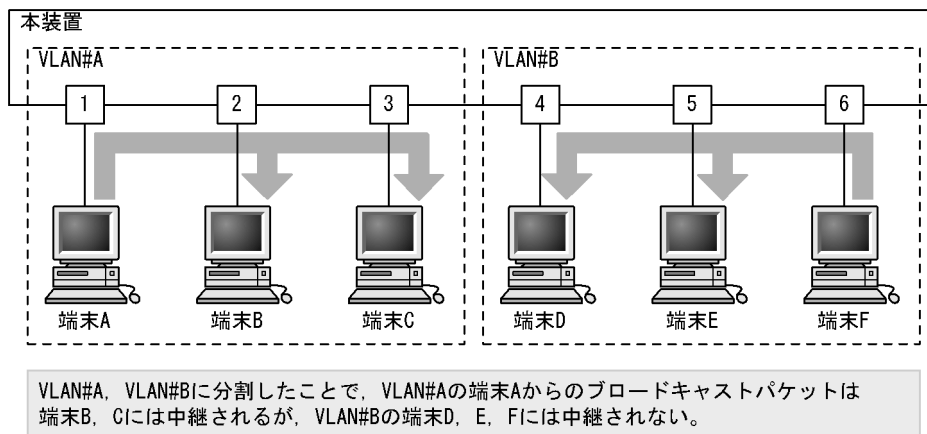 本装置
VLAN#A
VLAN#B
1
2
3
4
5
6
端末A
端末B
端末C
端末D
端末E
端末F
VLAN#A, VLAN#Bに分割したことで, VLAN#Aの端末Aからのブロードキャストパケットは
端末B, Cには中継されるが, VLAN#Bの端末D, E, Fには中継されない。